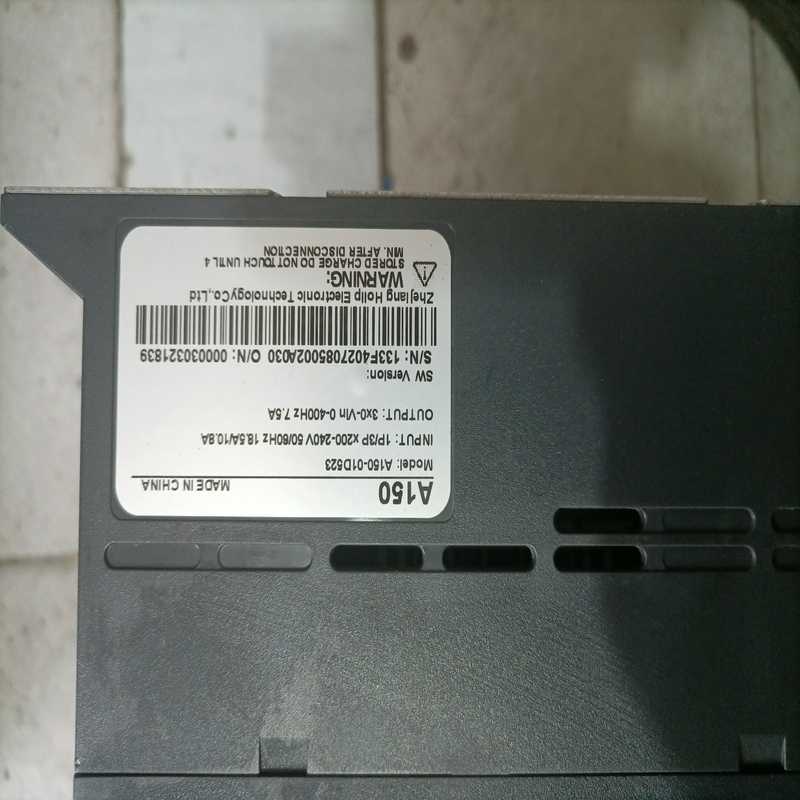 A150 MADE IN CHINA
Model: A150-01D523
INPUT: 1P/3P x200-240V 50/60Hz 18.5A/10.8A
OUTPUT: 3x0-Vin 0-400Hz 7.5A
SW Version:
S/N: 133F4027085002A030 O/N: 000030321839
Zhejiang Holip Electronic Technology Co.,Ltd
WARNING:
STORED CHARGE DO NOT TOUCH UNTIL 4
MIN. AFTER DISCONNECTION